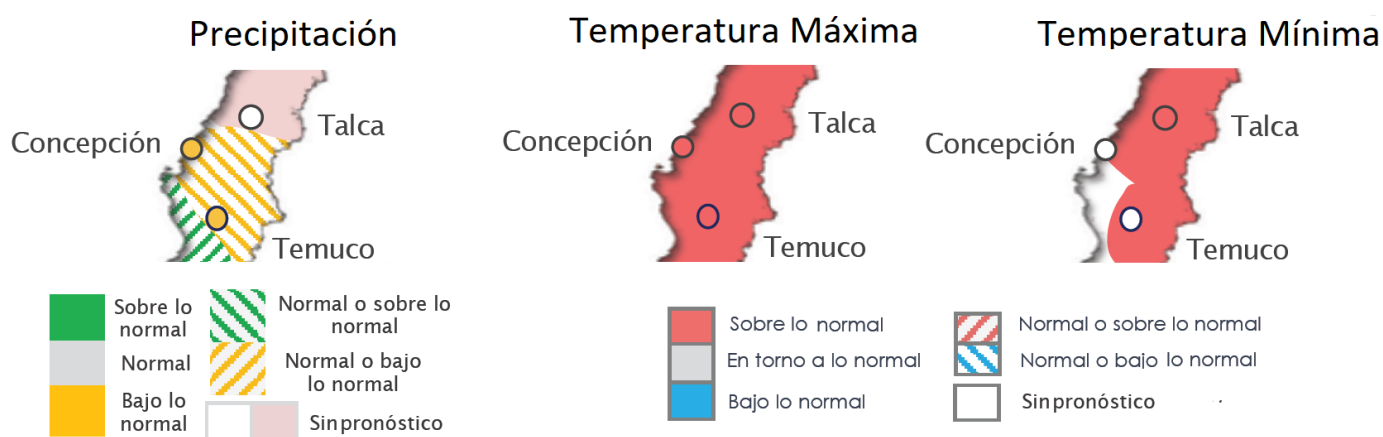 Precipitación
Temperatura Máxima
Temperatura Mínima
Concepción
Talca
Temuco
Concepción
Talca
Temuco
Concepción
Talca
Temuco
Sobre lo
normal
Normal
Bajo lo
normal
Normal o sobre lo
normal
Normal o bajo
lo normal
Sin pronóstico
Sobre lo normal
En torno a lo normal
Bajo lo normal
Normal o sobre lo normal
Normal o bajo lo normal
Sin pronóstico